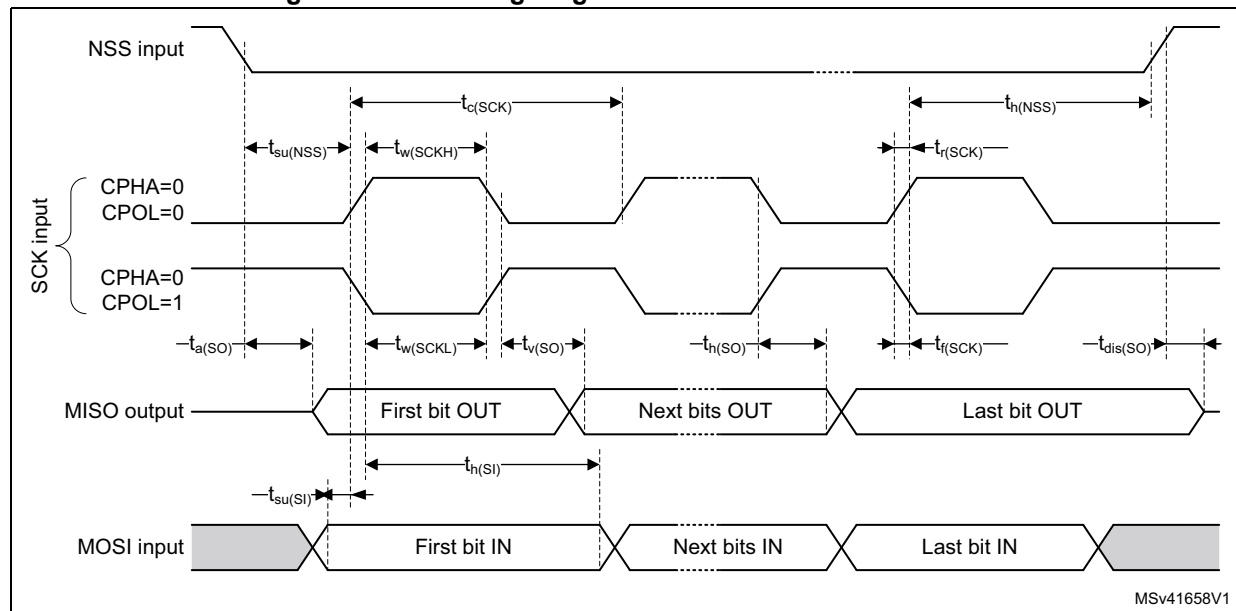 NSS input
tc(SCK)
th(NSS)
tsu(NSS)
tw(SCKH)
tr(SCK)
SCK input
CPHA=0
CPOL=0
CPHA=0
CPOL=1
ta(SO)
tw(SCKL)
tv(SO)
th(SO)
tf(SCK)
tdis(SO)
MISO output
First bit OUT
Next bits OUT
Last bit OUT
th(SI)
tsu(SI)
MOSI input
First bit IN
Next bits IN
Last bit IN
MSv41658V1